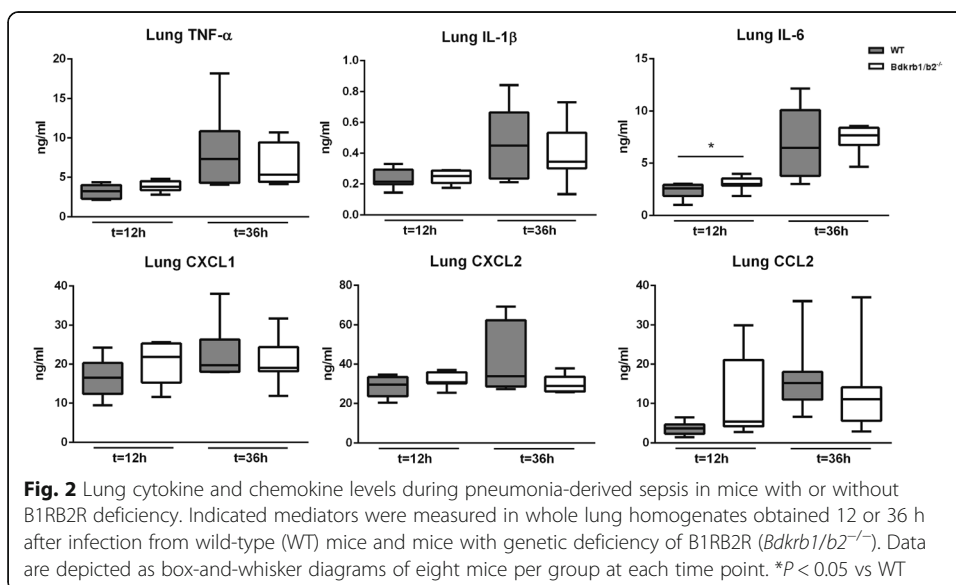 Lung TNF-α
Lung IL-1β
Lung IL-6
WT
Bdkrb1/b2-/-
ng/ml
20
15
10
5
0
t=12h
t=36h
ng/ml
1.0
0.8
0.6
0.4
0.2
0.0
t=12h
t=36h
ng/ml
15
10
5
0
*
t=12h
t=36h
Lung CXCL1
Lung CXCL2
Lung CCL2
ng/ml
40
30
20
10
0
t=12h
t=36h
ng/ml
80
60
40
20
0
t=12h
t=36h
ng/ml
40
30
20
10
0
t=12h
t=36h
Fig. 2 Lung cytokine and chemokine levels during pneumonia-derived sepsis in mice with or without
B1RB2R deficiency. Indicated mediators were measured in whole lung homogenates obtained 12 or 36 h
after infection from wild-type (WT) mice and mice with genetic deficiency of B1RB2R (Bdkrb1/b2−/−). Data
are depicted as box-and-whisker diagrams of eight mice per group at each time point. *P < 0.05 vs WT